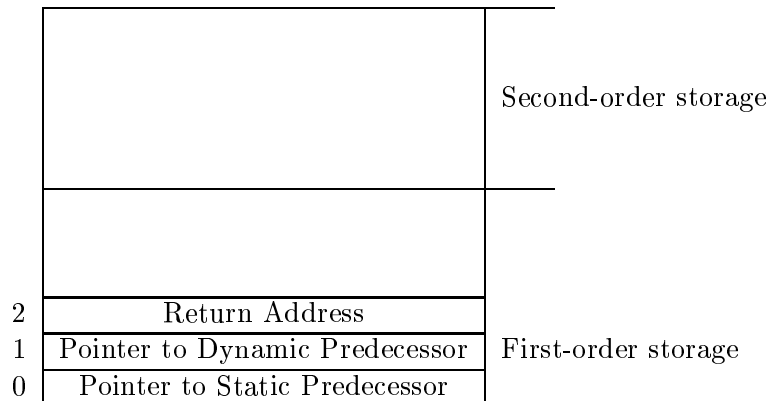 Second-order storage
2 Return Address
1 Pointer to Dynamic Predecessor First-order storage
0 Pointer to Static Predecessor